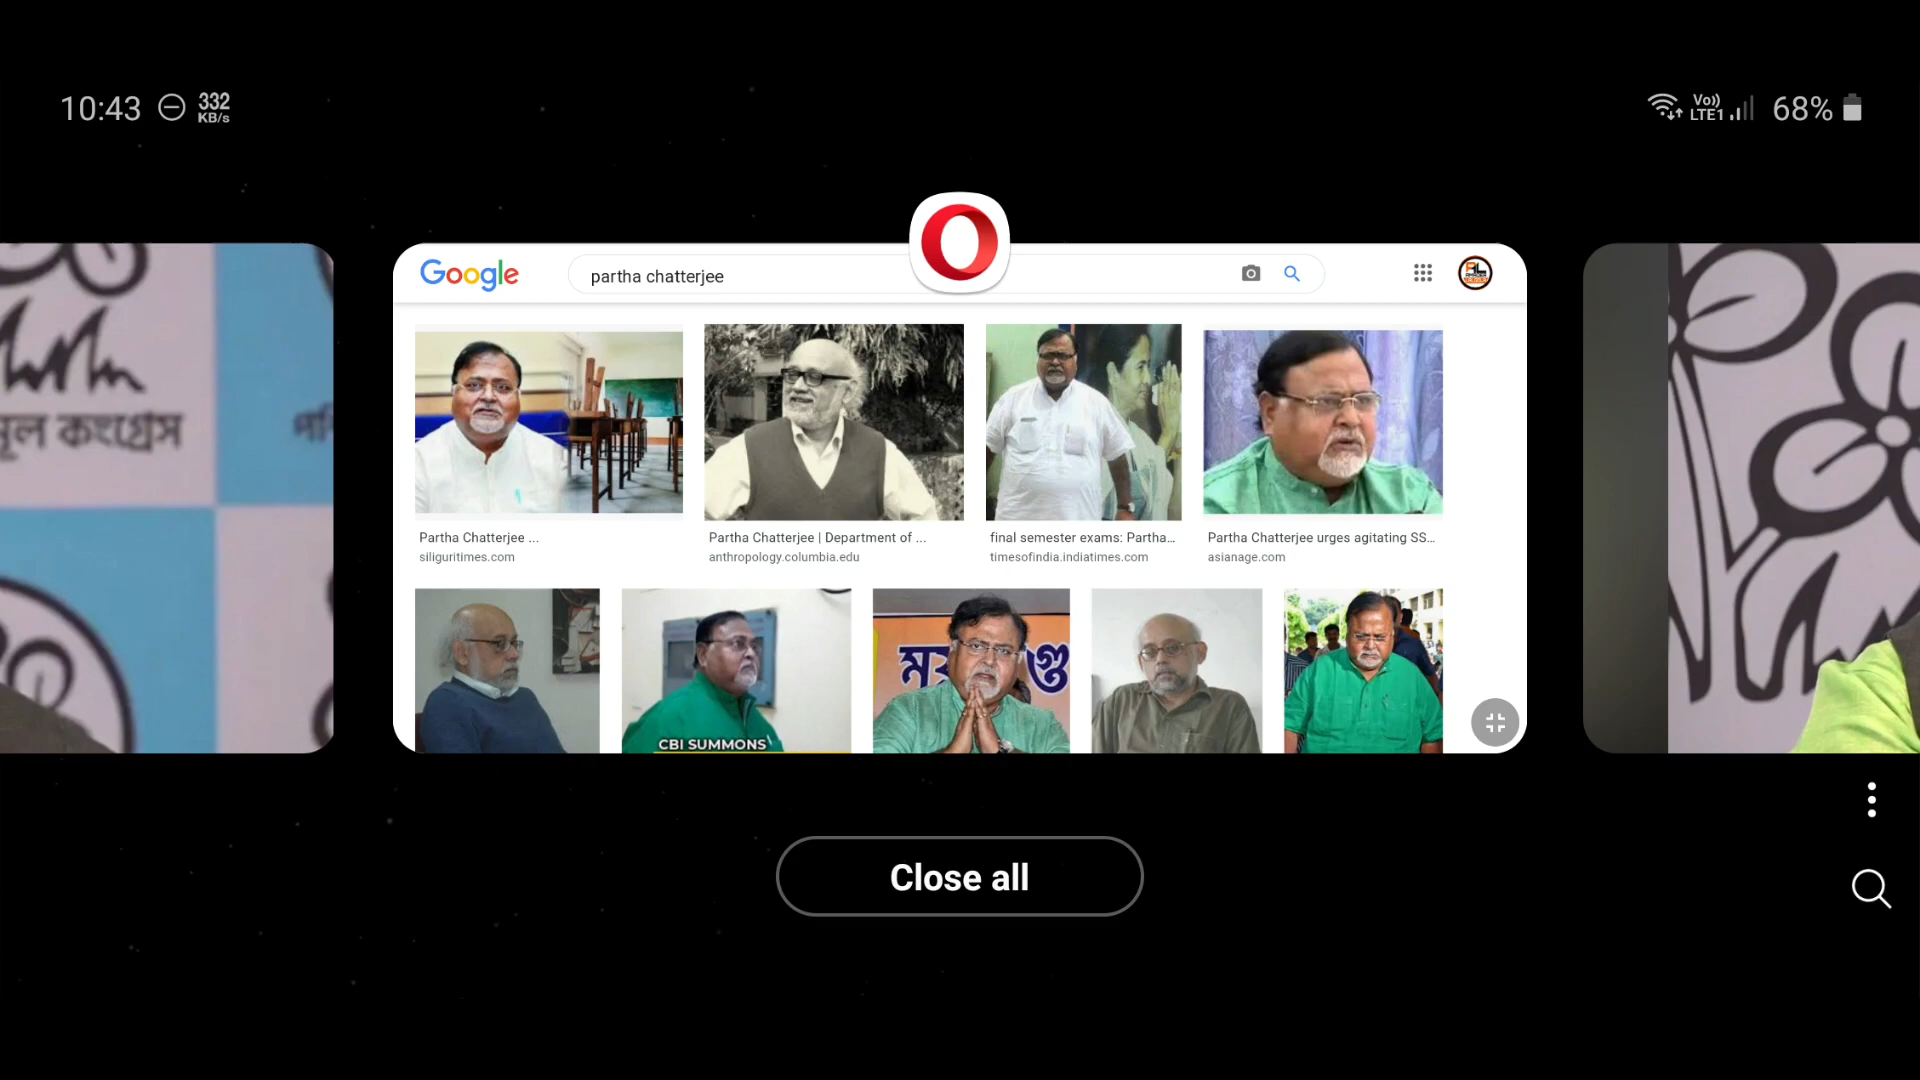 10:43
332
KB/s
Vo))
LTE1
68%
Google
partha chatterjee
মূল কংগ্রেস
Partha Chatterjee ...
siliguritimes.com
Partha Chatterjee | Department of ...
anthropology.columbia.edu
final semester exams: Partha...
timesofindia.indiatimes.com
Partha Chatterjee urges agitating SS...
asianage.com
CBI SUMMONS
Close all